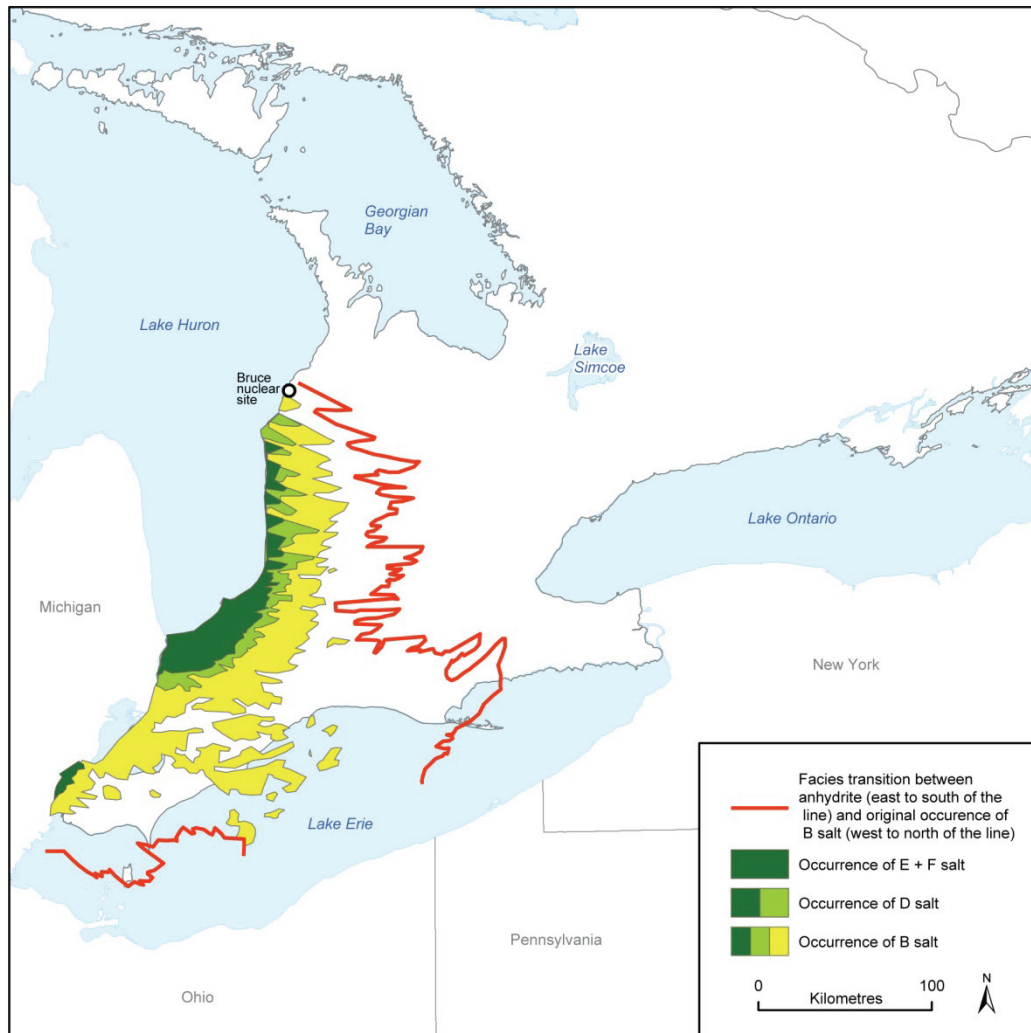 Georgian
Bay
Lake Huron
Lake
Simcoe
Bruce
nuclear
site
Lake Ontario
Michigan
New York
Lake Erie
Pennsylvania
Ohio
Facies transition between
anhydrite (east to south of the
line) and original occurence of
B salt (west to north of the line)
Occurrence of E + F salt
Occurrence of D salt
Occurrence of B salt
0 100
Kilometres
N